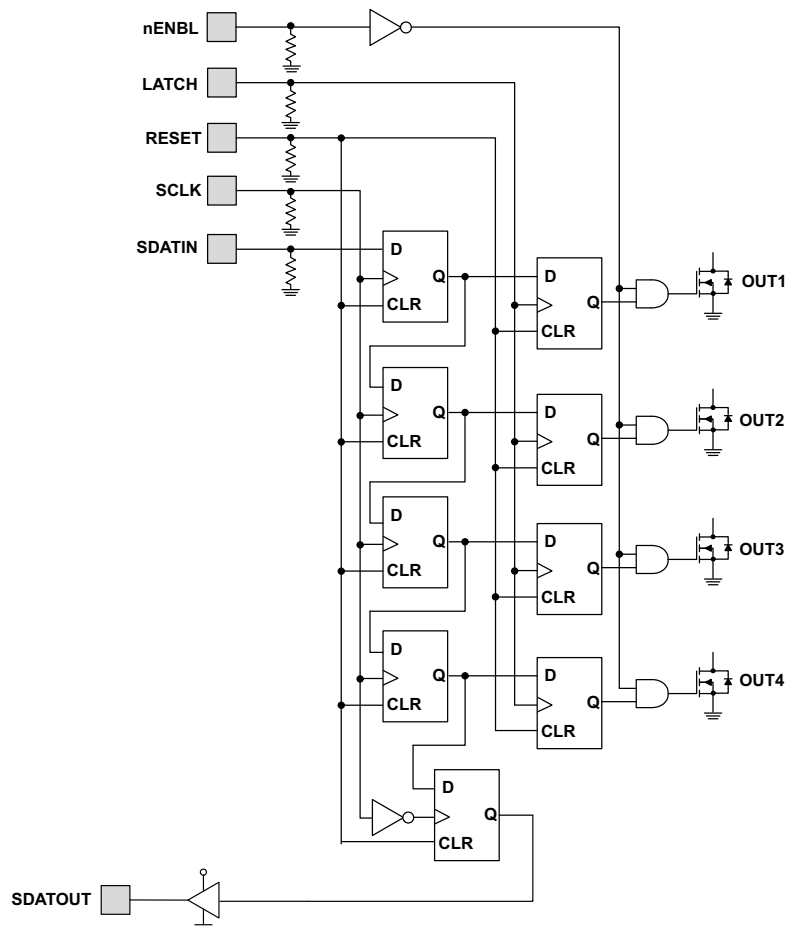 nENBL
LATCH
RESET
SCLK
SDATIN
D
Q
CLR
D
Q
CLR
OUT1
D
Q
CLR
D
Q
CLR
OUT2
D
Q
CLR
D
Q
CLR
OUT3
D
Q
CLR
D
Q
CLR
OUT4
D
Q
CLR
SDATOUT